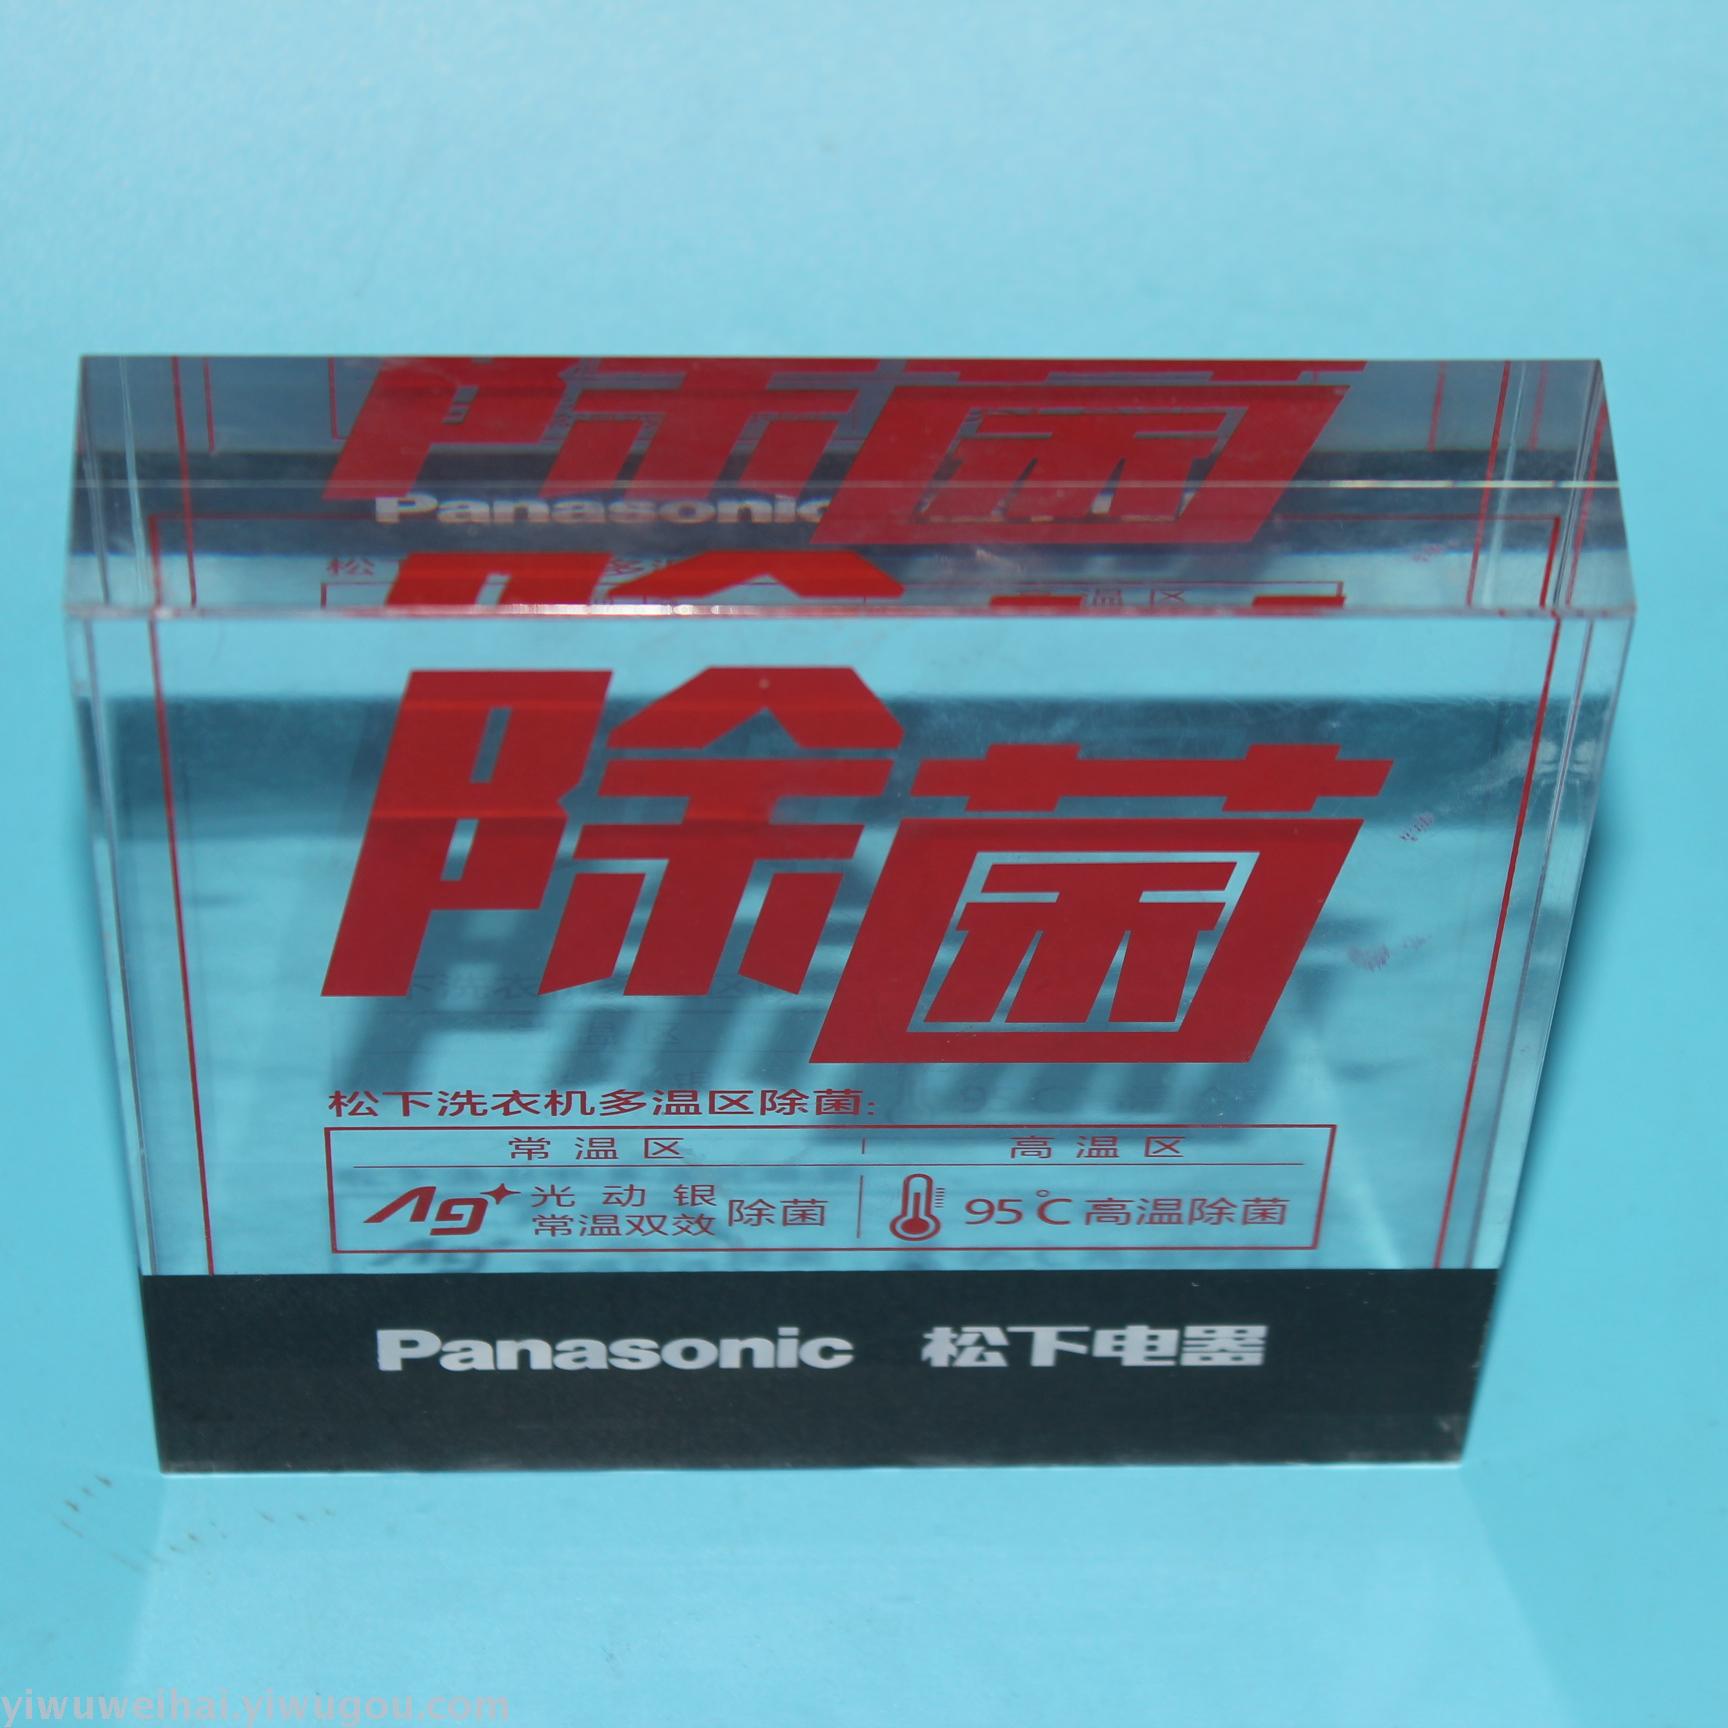 Panasonic
除菌
松下洗衣机多温区除菌:
常温区 高温区
Ag+ 光动银 常温双效 除菌 95℃高温除菌
Panasonic 松下电器
yiwuweihai.yiwugou.com